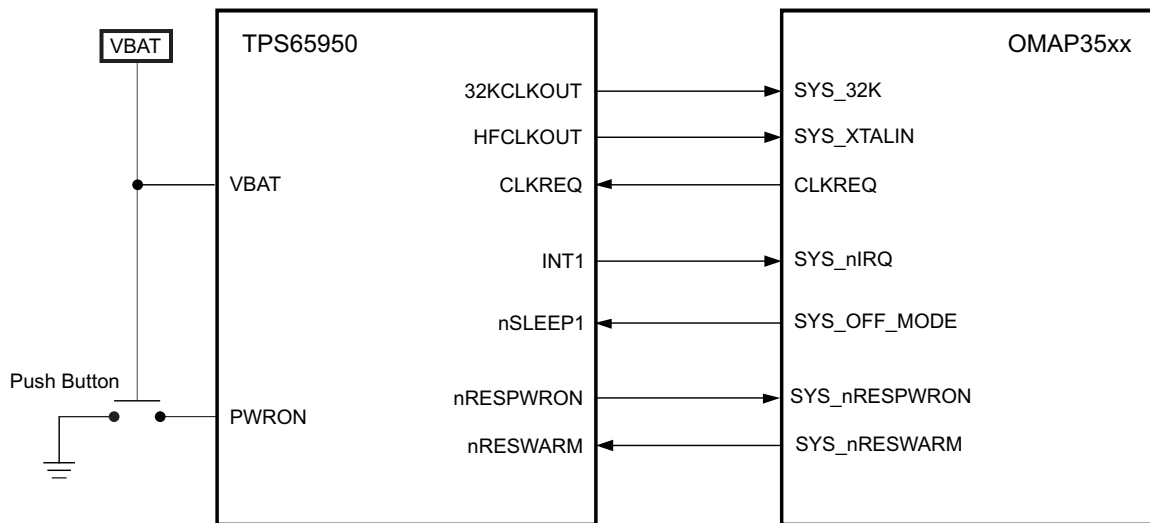 VBAT
TPS65950
OMAP35xx
32KCLKOUT
SYS_32K
HFCLKOUT
SYS_XTALIN
VBAT
CLKREQ
CLKREQ
INT1
SYS_nIRQ
nSLEEP1
SYS_OFF_MODE
Push Button
nRESPWRON
SYS_nRESPWRON
PWRON
nRESWARM
SYS_nRESWARM